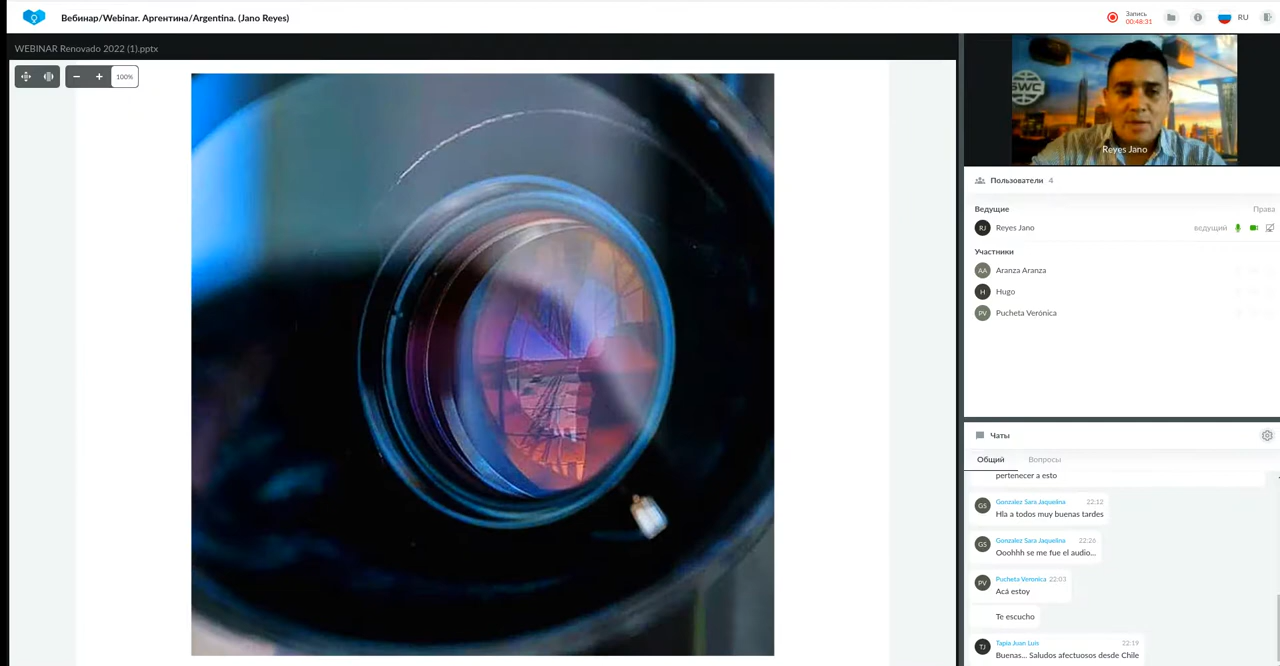 Вебинар/Webinar. Аргентина/Argentina. (Jano Reyes)
Запись
00:48:31
RU
WEBINAR Renovado 2022 (1).pptx
100%
SWC
Reyes Jano
Пользователи 4
Ведущие
Права
RJ
Reyes Jano
ведущий
Участники
AA
Aranza Aranza
H
Hugo
PV
Pucheta Verónica
Чаты
Общий
Вопросы
pertenecer a esto
GS
Gonzalez Sara Jaquelina 22:12
Hla a todos muy buenas tardes
GS
Gonzalez Sara Jaquelina 22:26
Ooohhh se me fue el audio...
PV
Pucheta Veronica 22:03
Acá estoy
Te escucho
TJ
Tapia Juan Luis 22:19
Buenas... Saludos afectuosos desde Chile